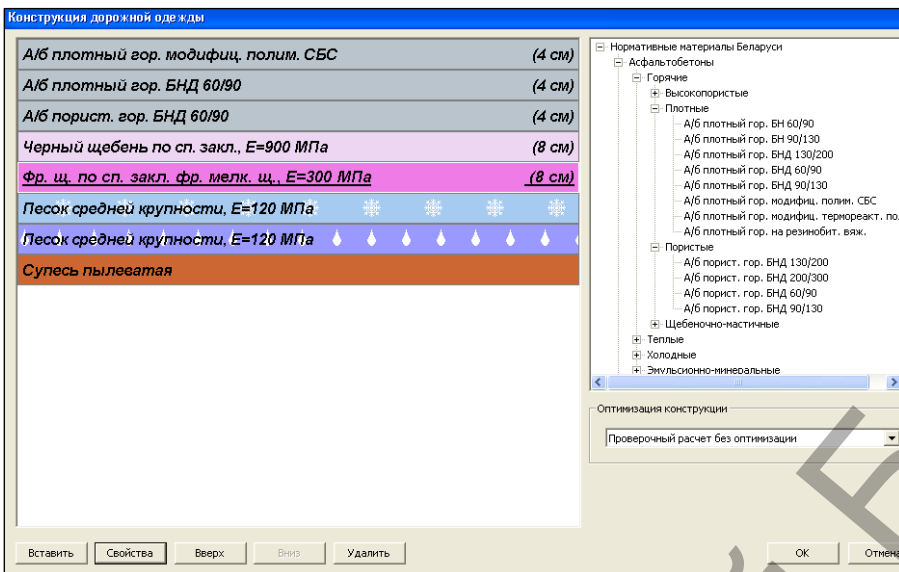 Конструкция дорожной одежды
А/б плотный гор. модифиц. полим. СБС (4 см)
А/б плотный гор. БНД 60/90 (4 см)
А/б порист. гор. БНД 60/90 (4 см)
Черный щебень по сп. закл., E=900 МПа (8 см)
Фр. щ. по сп. закл. фр. мелк. щ., E=300 МПа (8 см)
Песок средней крупности, E=120 МПа
Песок средней крупности, E=120 МПа
Супесь пылеватая
Нормативные материалы Беларуси
Асфальтобетоны
Горячие
Высокопористые
Плотные
А/б плотный гор. БН 60/90
А/б плотный гор. БН 90/130
А/б плотный гор. БНД 130/200
А/б плотный гор. БНД 60/90
А/б плотный гор. БНД 90/130
А/б плотный гор. модифиц. полим. СБС
А/б плотный гор. модифиц. термореакт. по
А/б плотный гор. на резинобит. вяж.
Пористые
А/б порист. гор. БНД 130/200
А/б порист. гор. БНД 200/300
А/б порист. гор. БНД 60/90
А/б порист. гор. БНД 90/130
Щебеночно-мастичные
Теплые
Холодные
Эмульсионно-минеральные
Оптимизация конструкции
Проверочный расчет без оптимизации
Вставить Свойства Вверх Вниз Удалить OK Отмена